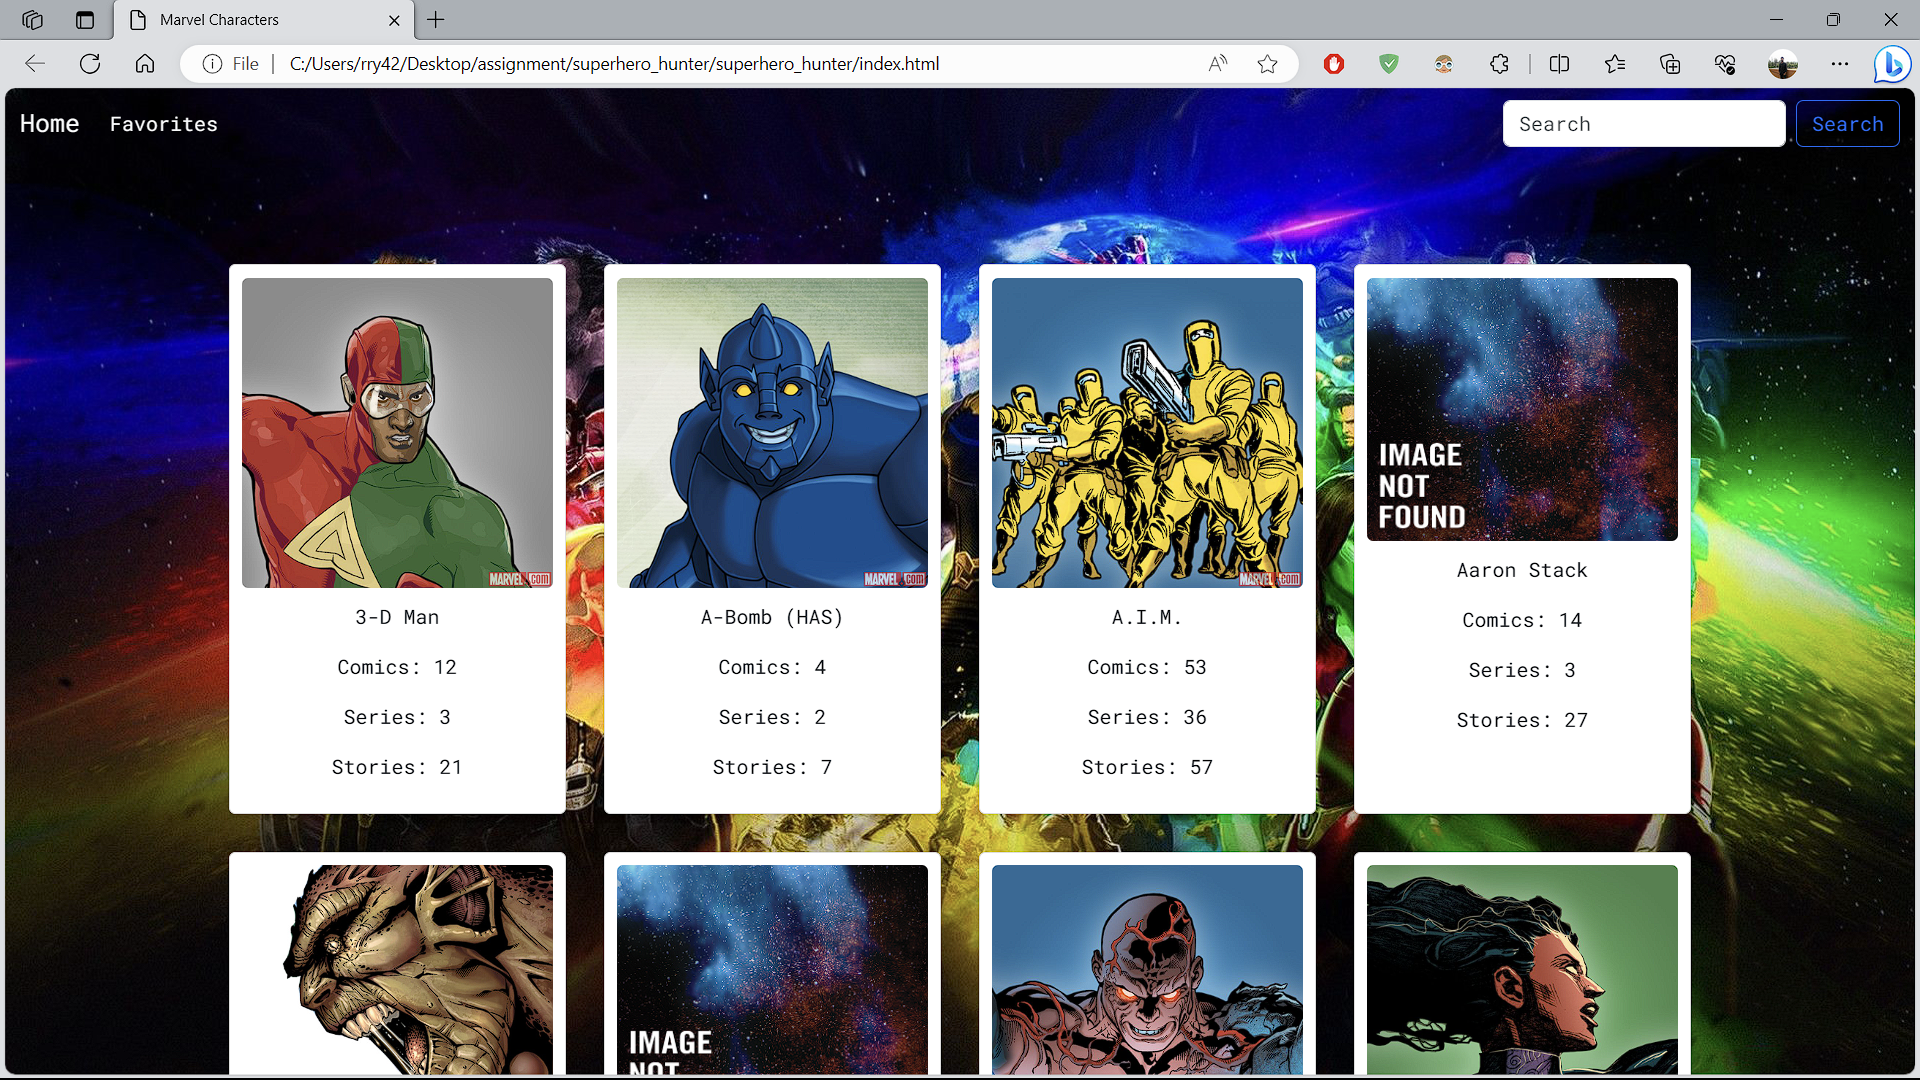 Marvel Characters
File
C:/Users/rry42/Desktop/assignment/superhero_hunter/superhero_hunter/index.html
Home
Favorites
Search
Search
MARVEL.com
3-D Man
Comics: 12
Series: 3
Stories: 21
MARVEL.com
A-Bomb (HAS)
Comics: 4
Series: 2
Stories: 7
MARVEL.com
A.I.M.
Comics: 53
Series: 36
Stories: 57
IMAGE
NOT
FOUND
Aaron Stack
Comics: 14
Series: 3
Stories: 27
IMAGE
NOT